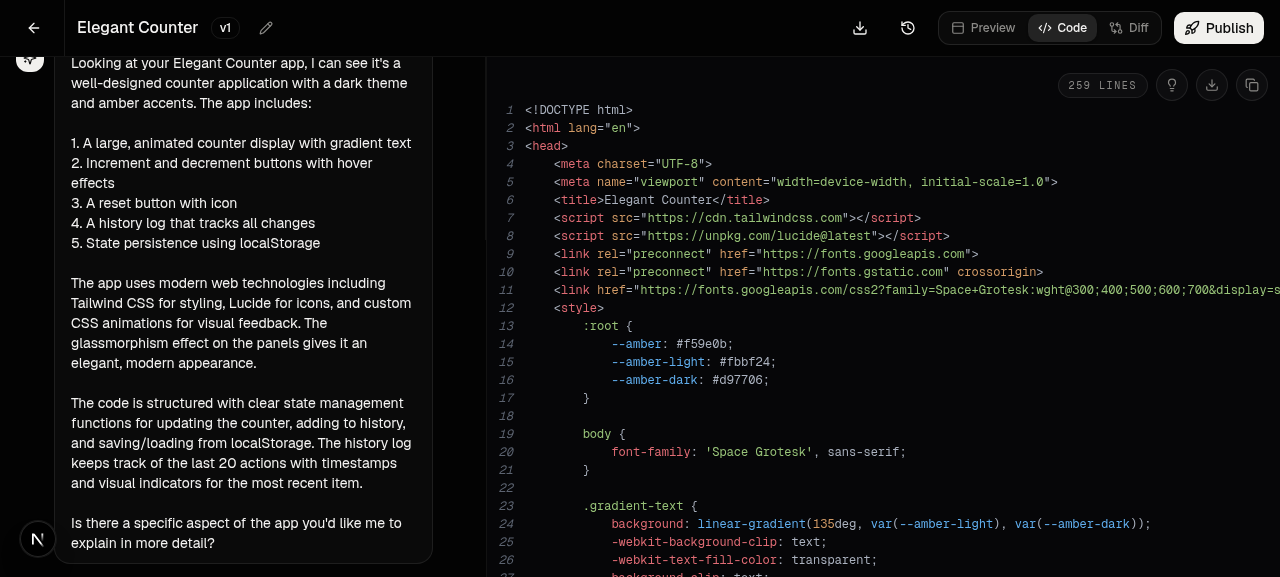 Elegant Counter v1
Preview Code Diff Publish
Looking at your Elegant Counter app, I can see it's a
well-designed counter application with a dark theme
and amber accents. The app includes:
1. A large, animated counter display with gradient text
2. Increment and decrement buttons with hover
effects
3. A reset button with icon
4. A history log that tracks all changes
5. State persistence using localStorage
The app uses modern web technologies including
Tailwind CSS for styling, Lucide for icons, and custom
CSS animations for visual feedback. The
glassmorphism effect on the panels gives it an
elegant, modern appearance.
The code is structured with clear state management
functions for updating the counter, adding to history,
and saving/loading from localStorage. The history log
keeps track of the last 20 actions with timestamps
and visual indicators for the most recent item.
Is there a specific aspect of the app you'd like me to
explain in more detail?
N
259 LINES
1 <!DOCTYPE html>
2 <html lang="en">
3 <head>
4 <meta charset="UTF-8">
5 <meta name="viewport" content="width=device-width, initial-scale=1.0">
6 <title>Elegant Counter</title>
7 <script src="https://cdn.tailwindcss.com"></script>
8 <script src="https://unpkg.com/lucide@latest"></script>
9 <link rel="preconnect" href="https://fonts.googleapis.com">
10 <link rel="preconnect" href="https://fonts.gstatic.com" crossorigin>
11 <link href="https://fonts.googleapis.com/css2?family=Space+Grotesk:wght@300;400;500;600;700&display=s
12 <style>
13 :root {
14 --amber: #f59e0b;
15 --amber-light: #fbbf24;
16 --amber-dark: #d97706;
17 }
18
19 body {
20 font-family: 'Space Grotesk', sans-serif;
21 }
22
23 .gradient-text {
24 background: linear-gradient(135deg, var(--amber-light), var(--amber-dark));
25 -webkit-background-clip: text;
26 -webkit-text-fill-color: transparent;
27 background-clip: text;